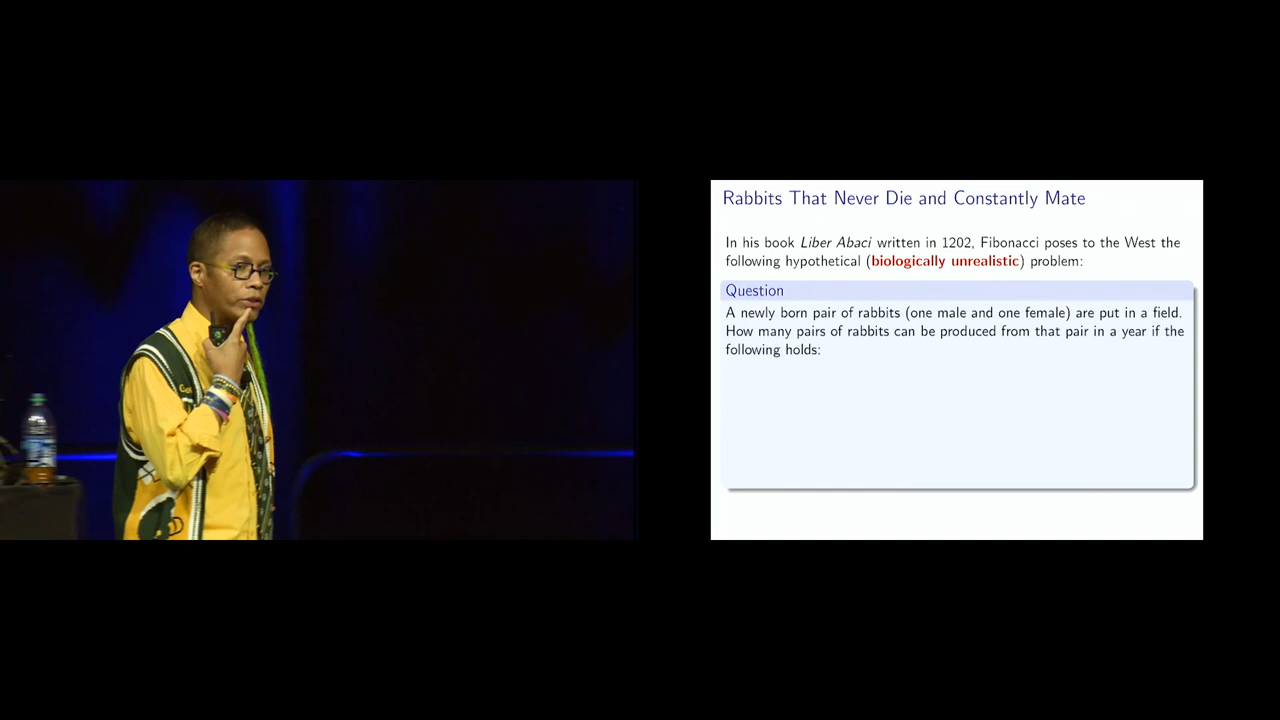 Rabbits That Never Die and Constantly Mate
In his book Liber Abaci written in 1202, Fibonacci poses to the West the
following hypothetical (biologically unrealistic) problem:
Question
A newly born pair of rabbits (one male and one female) are put in a field.
How many pairs of rabbits can be produced from that pair in a year if the
following holds: